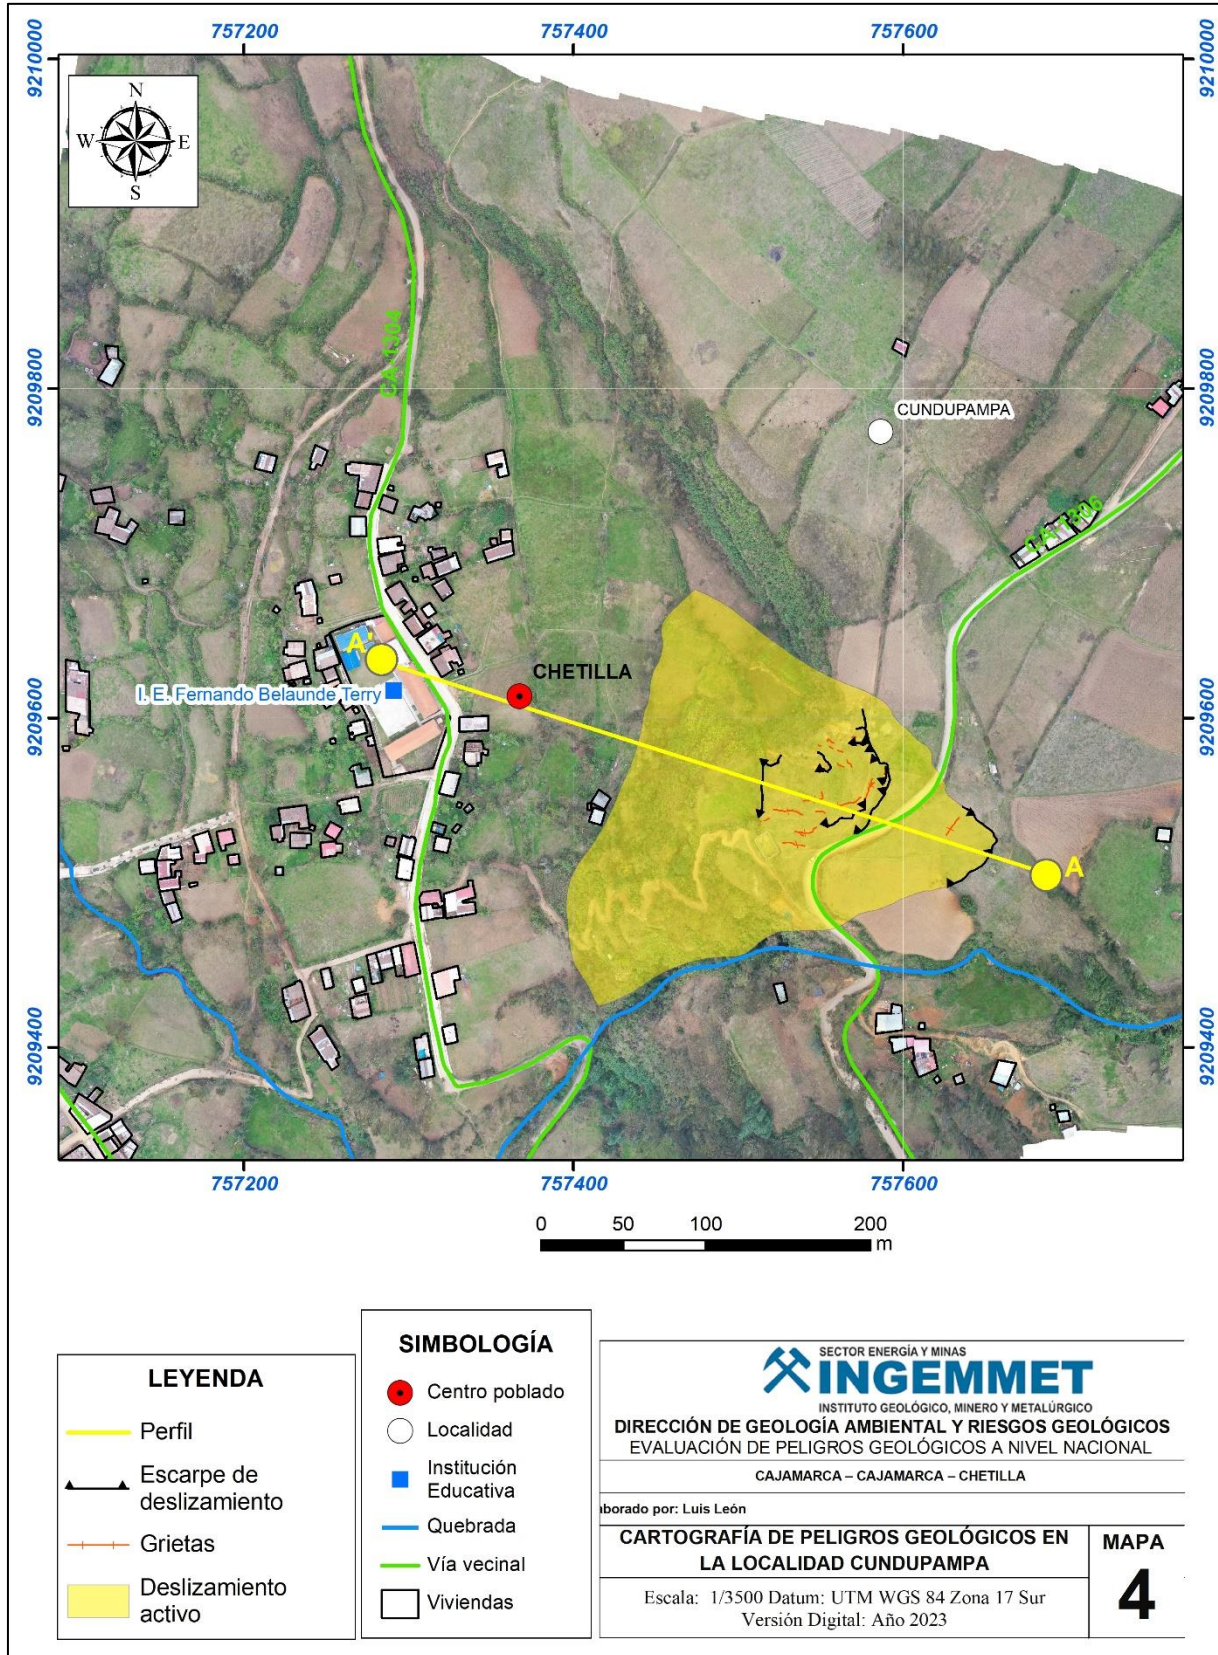 757200
757400
757600
9210000
9210000
N
W
E
S
CA-1304
9209800
9209800
CUNDUPAMPA
CA-1306
A'
CHETILLA
I. E. Fernando Belaunde Terry
9209600
9209600
A
9209400
9209400
757200
757400
757600
0 50 100 200
m
LEYENDA
Perfil
Escarpe de
deslizamiento
Grietas
Deslizamiento
activo
SIMBOLOGÍA
Centro poblado
Localidad
Institución
Educativa
Quebrada
Vía vecinal
Viviendas
SECTOR ENERGÍA Y MINAS
INGEMMET
INSTITUTO GEOLÓGICO, MINERO Y METALÚRGICO
DIRECCIÓN DE GEOLOGÍA AMBIENTAL Y RIESGOS GEOLÓGICOS
EVALUACIÓN DE PELIGROS GEOLÓGICOS A NIVEL NACIONAL
CAJAMARCA – CAJAMARCA – CHETILLA
aborado por: Luis León
CARTOGRAFÍA DE PELIGROS GEOLÓGICOS EN
LA LOCALIDAD CUNDUPAMPA
Escala: 1/3500 Datum: UTM WGS 84 Zona 17 Sur
Versión Digital: Año 2023
MAPA
4